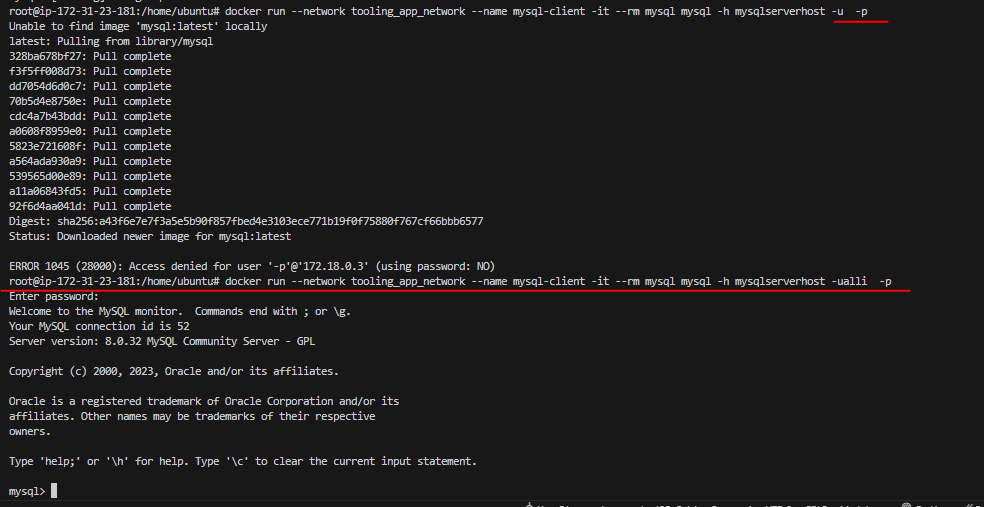 root@ip-172-31-23-181:/home/ubuntu# docker run --network tooling_app_network --name mysql-client -it --rm mysql mysql -h mysqlserverhost -u  -p
Unable to find image 'mysql:latest' locally
latest: Pulling from library/mysql
328ba678bf27: Pull complete
f3f5ff008d73: Pull complete
dd7054d6d0c7: Pull complete
70b5d4e8750e: Pull complete
cdc4a7b43bdd: Pull complete
a0608f8959e0: Pull complete
5823e721608f: Pull complete
a564ada930a9: Pull complete
539565d00e89: Pull complete
a11a06843fd5: Pull complete
92f6d4aa041d: Pull complete
Digest: sha256:a43f6e7e7f3a5e5b90f857fbed4e3103ece771b19f0f75880f767cf66bbb6577
Status: Downloaded newer image for mysql:latest
ERROR 1045 (28000): Access denied for user '-p'@'172.18.0.3' (using password: NO)
root@ip-172-31-23-181:/home/ubuntu# docker run --network tooling_app_network --name mysql-client -it --rm mysql mysql -h mysqlserverhost -ualli  -p
Enter password:
Welcome to the MySQL monitor.  Commands end with ; or \g.
Your MySQL connection id is 52
Server version: 8.0.32 MySQL Community Server - GPL
Copyright (c) 2000, 2023, Oracle and/or its affiliates.
Oracle is a registered trademark of Oracle Corporation and/or its
affiliates. Other names may be trademarks of their respective
owners.
Type 'help;' or '\h' for help. Type '\c' to clear the current input statement.
mysql>